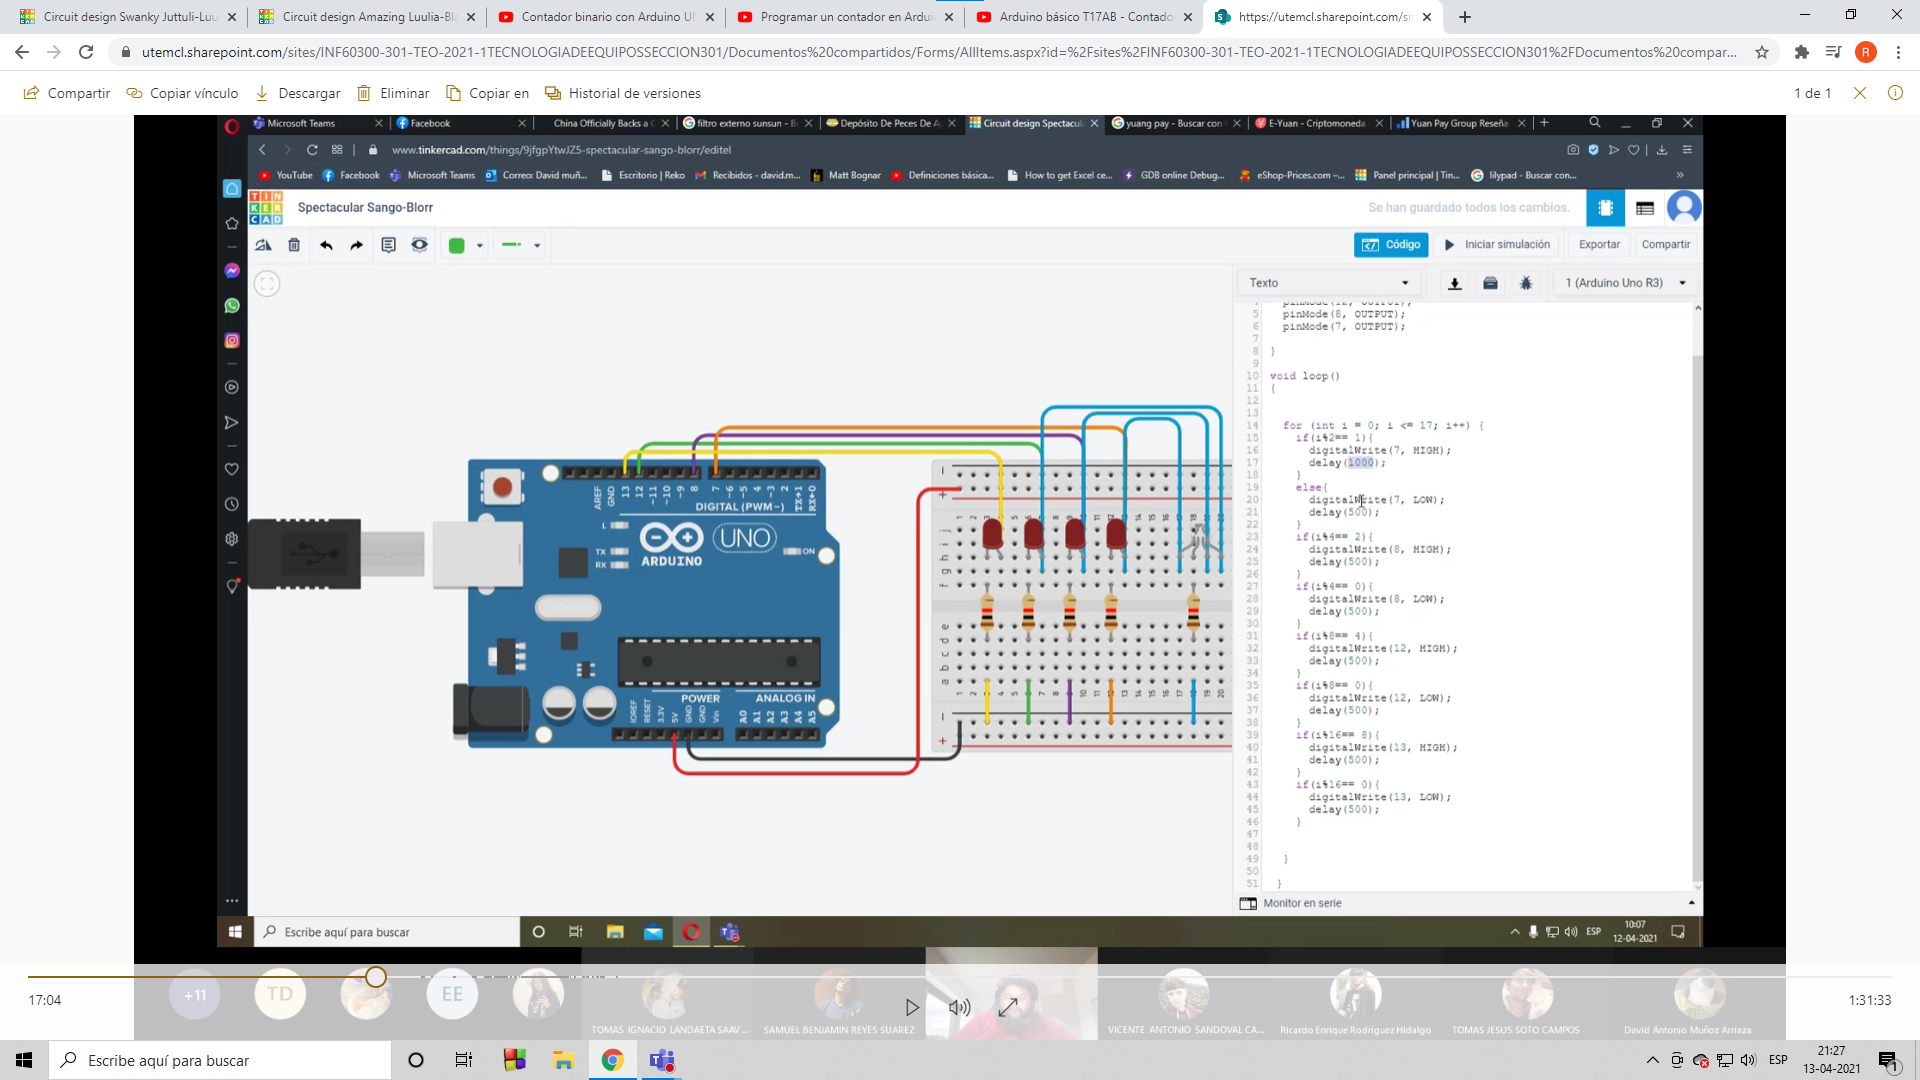 Circuit design Swanky Juttuli-Luu
Circuit design Amazing Luulia-Bla
Contador binario con Arduino UN
Programar un contador en Ardui
Arduino básico T17AB - Contado
https://utemcl.sharepoint.com/si
utemcl.sharepoint.com/sites/INF60300-301-TEO-2021-1TECNOLOGIADEEQUIPOSSECCION301/Documentos%20compartidos/Forms/AllItems.aspx?id=%2Fsites%2FINF60300-301-TEO-2021-1TECNOLOGIADEEQUIPOSSECCION301%2FDocumentos%20compar...
R
Compartir
Copiar vínculo
Descargar
Eliminar
Copiar en
Historial de versiones
1 de 1
Microsoft Teams
Facebook
China Officially Backs a C
filtro externo sunsun - B
Depósito De Peces De A
Circuit design Spectacul
yuang pay - Buscar con
E-Yuan - Criptomoneda
Yuan Pay Group Reseña
www.tinkercad.com/things/9jfgpYtwJZ5-spectacular-sango-blorr/editel
YouTube
Facebook
Microsoft Teams
Correo: David muñ...
Escritorio | Reko
Recibidos - david.m...
Matt Bognar
Definiciones básica...
How to get Excel ce...
GDB online Debug...
eShop-Prices.com –...
Panel principal | Tin...
lilypad - Buscar con...
TIN
KER
CAD
Spectacular Sango-Blorr
Se han guardado todos los cambios.
Código
Iniciar simulación
Exportar
Compartir
Texto
1 (Arduino Uno R3)
4 pinMode(12, OUTPUT);
5 pinMode(8, OUTPUT);
6 pinMode(7, OUTPUT);
7
8 }
9
10 void loop()
11 {
12
13
14 for (int i = 0; i <= 17; i++) {
15 if(i%2== 1){
16 digitalWrite(7, HIGH);
17 delay(1000);
18 }
19 else{
20 digitalWrite(7, LOW);
21 delay(500);
22 }
23 if(i%4== 2){
24 digitalWrite(8, HIGH);
25 delay(500);
26 }
27 if(i%4== 0){
28 digitalWrite(8, LOW);
29 delay(500);
30 }
31 if(i%8== 4){
32 digitalWrite(12, HIGH);
33 delay(500);
34 }
35 if(i%8== 0){
36 digitalWrite(12, LOW);
37 delay(500);
38 }
39 if(i%16== 8){
40 digitalWrite(13, HIGH);
41 delay(500);
42 }
43 if(i%16== 0){
44 digitalWrite(13, LOW);
45 delay(500);
46 }
47
48
49 }
50
51 }
Monitor en serie
AREF
GND
13
12
~11
~10
~9
8
7
~6
~5
4
~3
2
TX→1
RX←0
DIGITAL (PWM~)
L
TX
RX
UNO
ARDUINO
ON
POWER
ANALOG IN
IOREF
RESET
3.3V
5V
GND
GND
Vin
A0
A1
A2
A3
A4
A5
Escribe aquí para buscar
ESP
10:07
12-04-2021
17:04
+11
TD
EE
TOMAS IGNACIO LANDAETA SAAV...
SAMUEL BENJAMIN REYES SUAREZ
VICENTE ANTONIO SANDOVAL CA...
Ricardo Enrique Rodriguez Hidalgo
TOMAS JESUS SOTO CAMPOS
David Antonio Muñoz Arriaza
1:31:33
Escribe aquí para buscar
ESP
21:27
13-04-2021
1